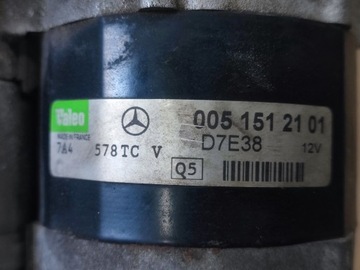 Valeo
MADE IN FRANCE
7A4
578TC V
Q5
005 151 21 01
D7E38
12V